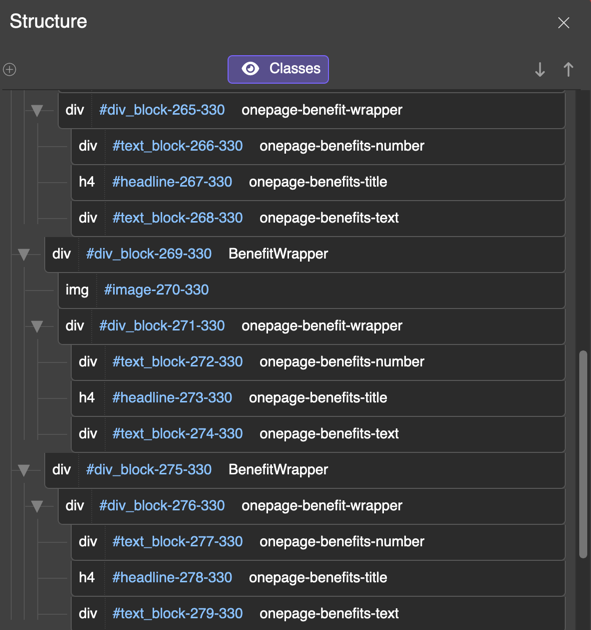 Structure
Classes
div #div_block-265-330 onepage-benefit-wrapper
div #text_block-266-330 onepage-benefits-number
h4 #headline-267-330 onepage-benefits-title
div #text_block-268-330 onepage-benefits-text
div #div_block-269-330 BenefitWrapper
img #image-270-330
div #div_block-271-330 onepage-benefit-wrapper
div #text_block-272-330 onepage-benefits-number
h4 #headline-273-330 onepage-benefits-title
div #text_block-274-330 onepage-benefits-text
div #div_block-275-330 BenefitWrapper
div #div_block-276-330 onepage-benefit-wrapper
div #text_block-277-330 onepage-benefits-number
h4 #headline-278-330 onepage-benefits-title
div #text_block-279-330 onepage-benefits-text